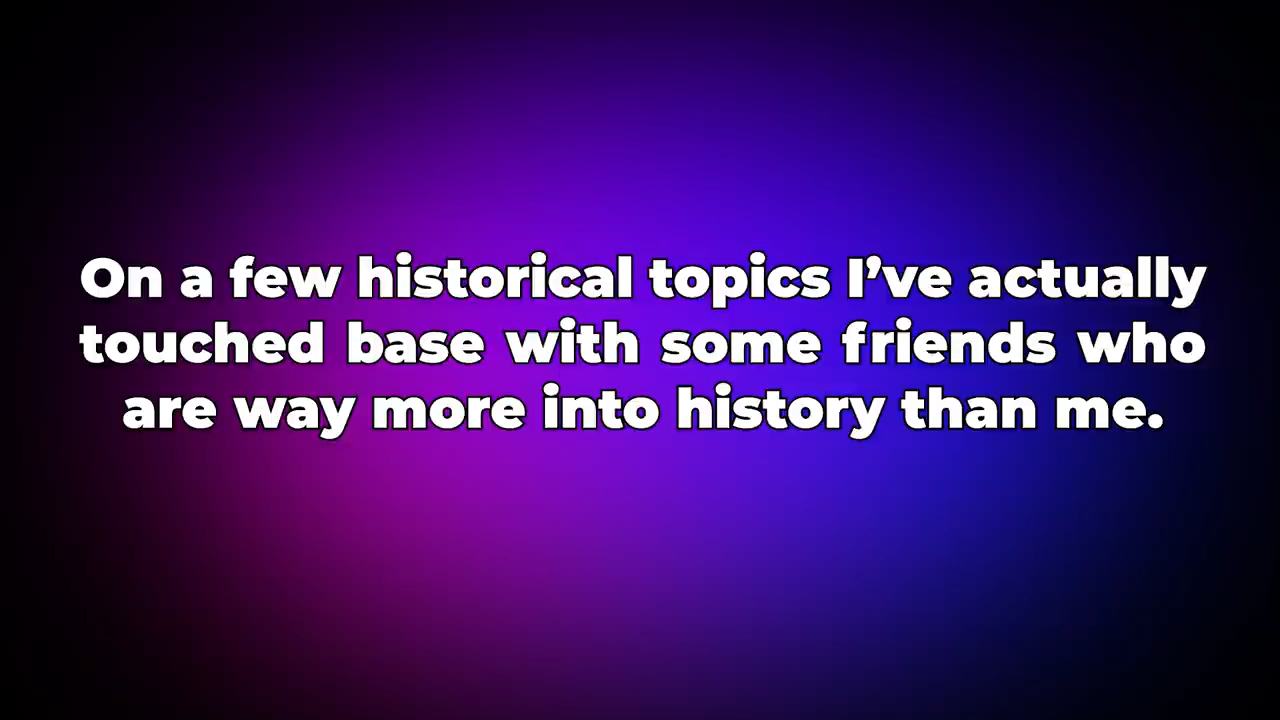 On a few historical topics I’ve actually
touched base with some friends who
are way more into history than me.